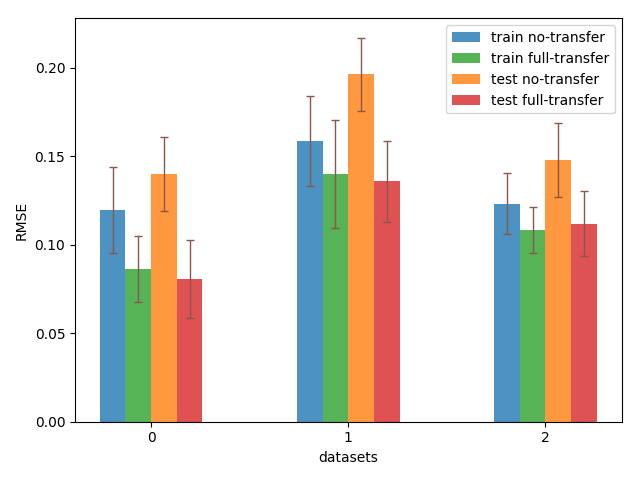 train no-transfer
train full-transfer
test no-transfer
test full-transfer
0.20
0.15
0.10
0.05
0.00
RMSE
0
1
2
datasets